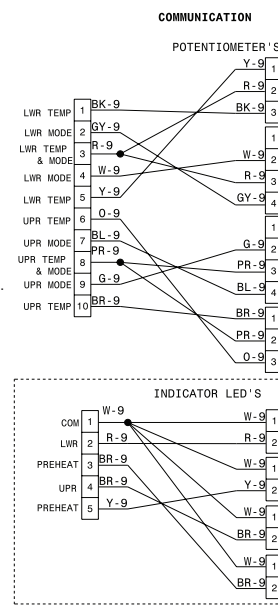 COMMUNICATION
POTENTIOMETER'S
Y-9 1
R-9 2
LWR TEMP 1 BK-9 BK-9 3
LWR MODE 2 GY-9 1
LWR TEMP & MODE 3 R-9
LWR MODE 4 W-9 W-9 2
R-9 3
LWR TEMP 5 Y-9 GY-9 4
UPR TEMP 6 O-9 1
UPR MODE 7 BL-9 G-9 2
UPR TEMP & MODE 8 PR-9 PR-9 3
UPR MODE 9 G-9 BL-9 4
UPR TEMP 10 BR-9 BR-9 1
PR-9 2
O-9 3
INDICATOR LED'S
COM 1 W-9 W-9 1
LWR 2 R-9 R-9 2
PREHEAT 3 BR-9 W-9 1
UPR 4 BR-9 Y-9 2
PREHEAT 5 Y-9 W-9 1
BR-9 2
W-9 1
BR-9 2